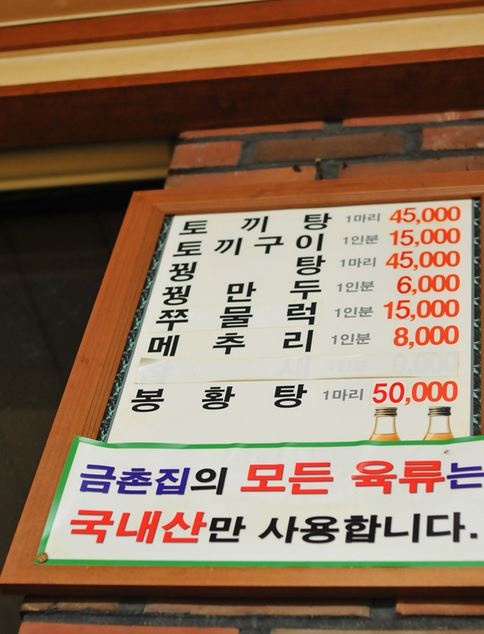 토끼탕 1마리 45,000
토끼구이 1인분 15,000
꿩탕 1마리 45,000
꿩만두 1인분 6,000
쭈물럭 1인분 15,000
메추리 1인분 8,000
봉황탕 1마리 50,000
금촌집의 모든 육류는
국내산만 사용합니다.